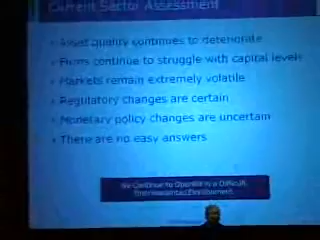 Current Sector Assessment
Asset quality continues to deteriorate
Firms continue to struggle with capital levels
Markets remain extremely volatile
Regulatory changes are certain
Monetary policy changes are uncertain
There are no easy answers
We Continue to Operate in a Difficult,
Environment